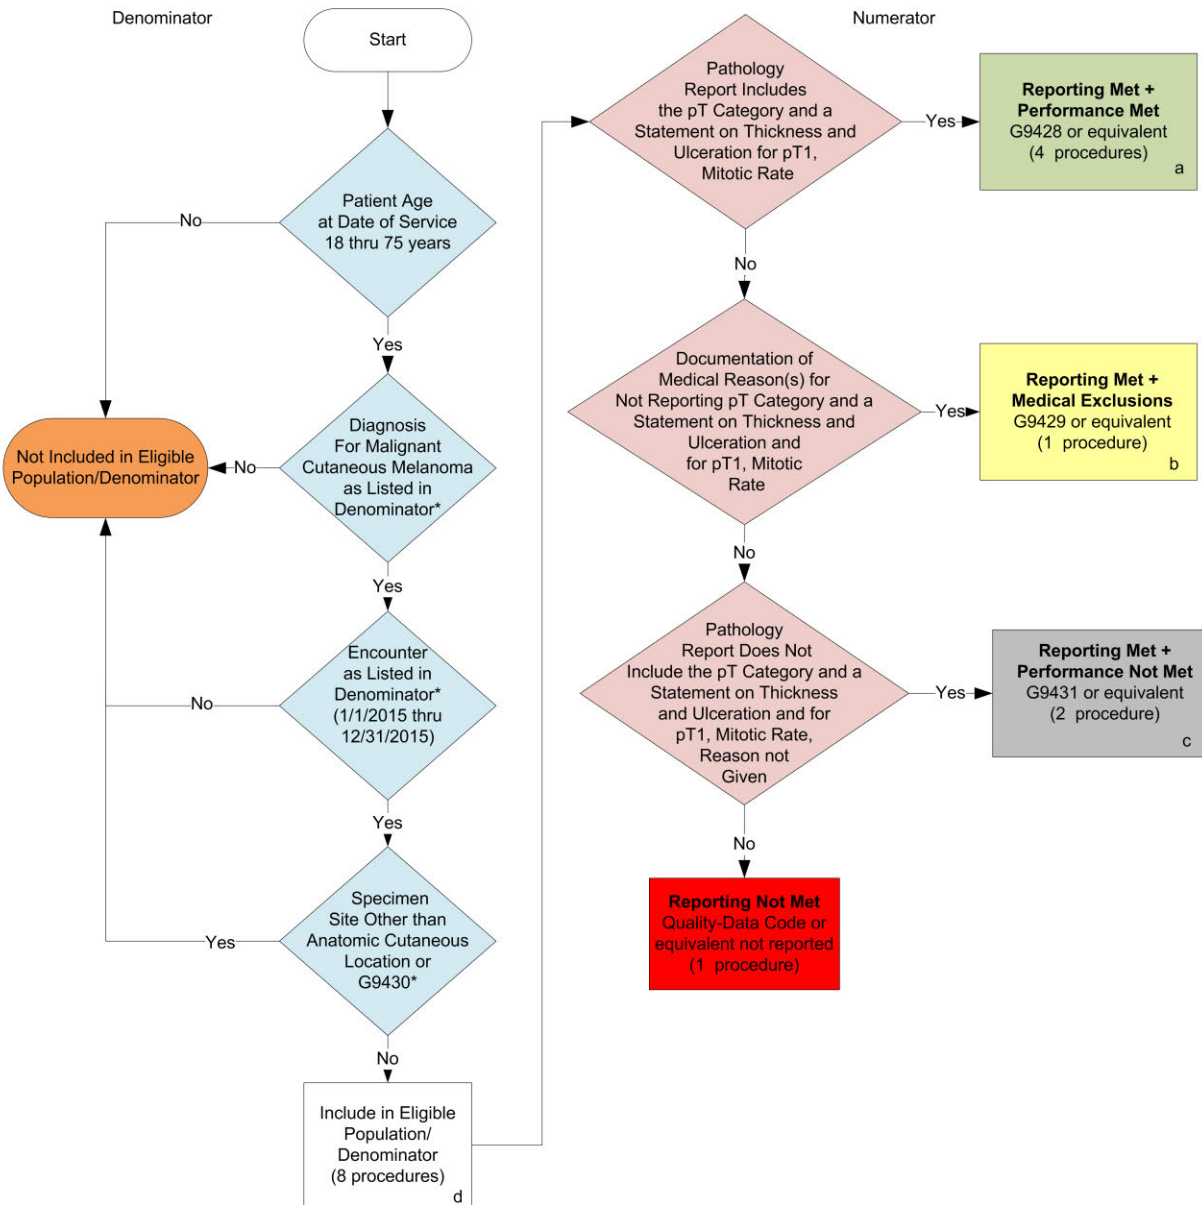 Denominator
Start
No
Patient Age
at Date of Service
18 thru 75 years
Yes
Not Included in Eligible
Population/Denominator
No
Diagnosis
For Malignant
Cutaneous Melanoma
as Listed in
Denominator*
Yes
No
Encounter
as Listed in
Denominator*
(1/1/2015 thru
12/31/2015)
Yes
Yes
Specimen
Site Other than
Anatomic Cutaneous
Location or
G9430*
No
Include in Eligible
Population/
Denominator
(8 procedures)
d
Numerator
Pathology
Report Includes
the pT Category and a
Statement on Thickness and
Ulceration for pT1,
Mitotic Rate
Yes
Reporting Met +
Performance Met
G9428 or equivalent
(4 procedures)
a
No
Documentation of
Medical Reason(s) for
Not Reporting pT Category and a
Statement on Thickness and
Ulceration and
for pT1, Mitotic
Rate
Yes
Reporting Met +
Medical Exclusions
G9429 or equivalent
(1 procedure)
b
No
Pathology
Report Does Not
Include the pT Category and a
Statement on Thickness
and Ulceration and for
pT1, Mitotic Rate,
Reason not
Given
Yes
Reporting Met +
Performance Not Met
G9431 or equivalent
(2 procedure)
c
No
Reporting Not Met
Quality-Data Code or
equivalent not reported
(1 procedure)